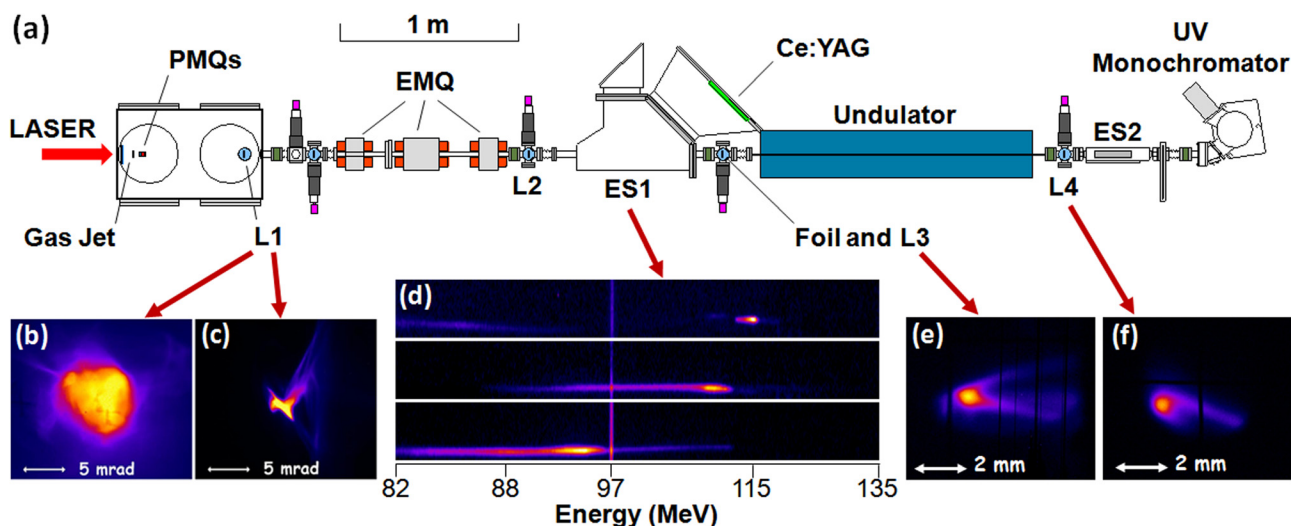 (a)
1 m
UV
Monochromator
PMQs
EMQ
Ce:YAG
LASER
Undulator
ES2
L2
ES1
L4
Gas Jet
L1
Foil and L3
(b)
5 mrad
(c)
5 mrad
(d)
82 88 97 115 135
Energy (MeV)
(e)
2 mm
(f)
2 mm